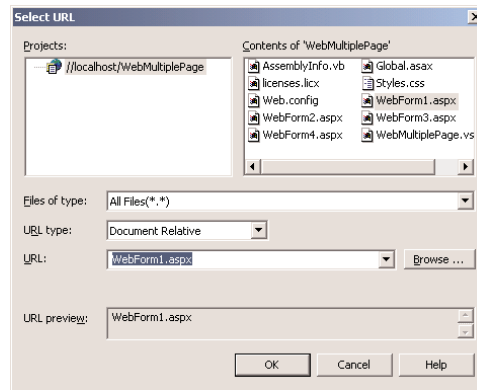 Select URL
Projects:
Contents of 'WebMultiplePage'
//localhost/WebMultiplePage
AssemblyInfo.vb Global.asax
licenses.licx Styles.css
Web.config WebForm1.aspx
WebForm2.aspx WebForm3.aspx
WebForm4.aspx WebMultiplePage.vs
Files of type: All Files(*.*)
URL type: Document Relative
URL: WebForm1.aspx Browse ...
URL preview: WebForm1.aspx
OK Cancel Help